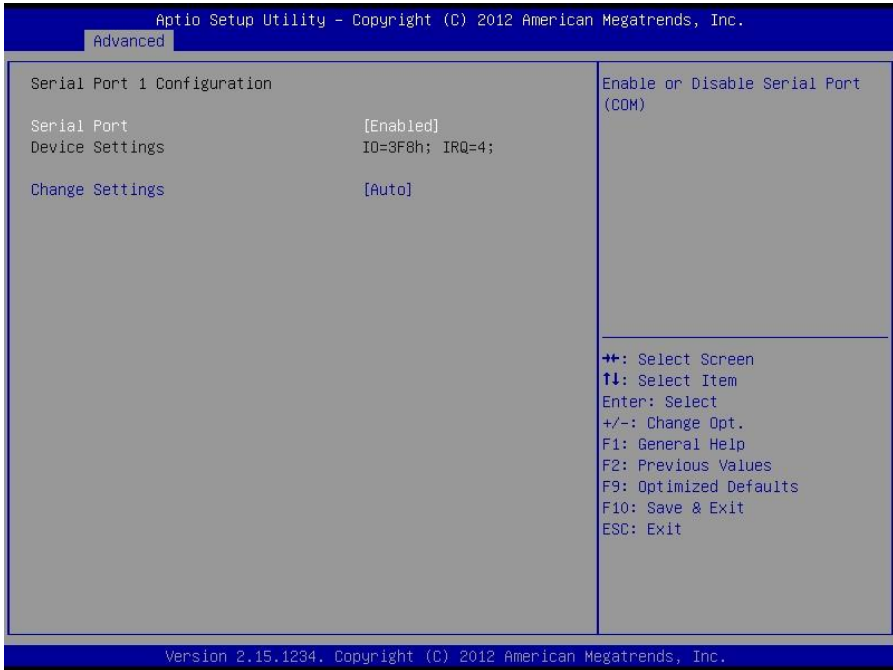 Aptio Setup Utility – Copyright (C) 2012 American Megatrends, Inc.
Advanced
Serial Port 1 Configuration
Serial Port [Enabled]
Device Settings IO=3F8h; IRQ=4;
Change Settings [Auto]
Enable or Disable Serial Port
(COM)
→←: Select Screen
↑↓: Select Item
Enter: Select
+/-: Change Opt.
F1: General Help
F2: Previous Values
F9: Optimized Defaults
F10: Save & Exit
ESC: Exit
Version 2.15.1234. Copyright (C) 2012 American Megatrends, Inc.